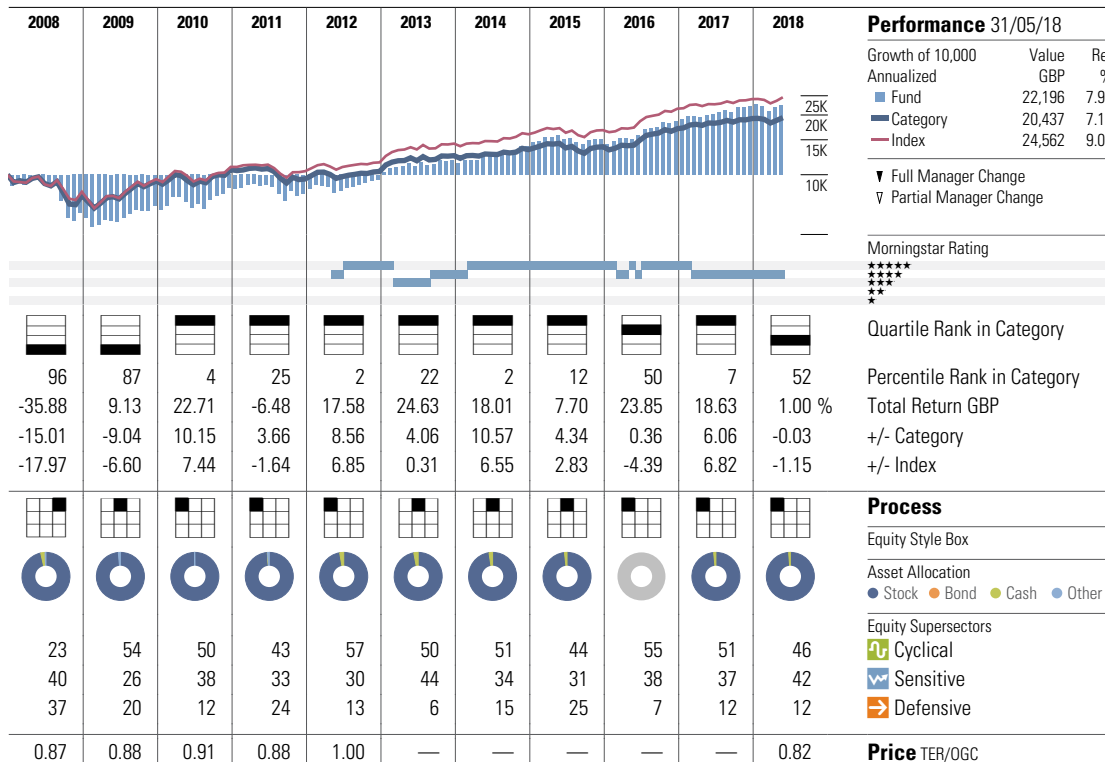 2008 2009 2010 2011 2012 2013 2014 2015 2016 2017 2018
Performance 31/05/18
Growth of 10,000 Value Re
Annualized GBP %
Fund 22,196 7.9
Category 20,437 7.1
Index 24,562 9.0
Full Manager Change
Partial Manager Change
25K
20K
15K
10K
Morningstar Rating
★★★★★
★★★★
★★★
★★
★
Quartile Rank in Category
96 87 4 25 2 22 2 12 50 7 52 Percentile Rank in Category
-35.88 9.13 22.71 -6.48 17.58 24.63 18.01 7.70 23.85 18.63 1.00 % Total Return GBP
-15.01 -9.04 10.15 3.66 8.56 4.06 10.57 4.34 0.36 6.06 -0.03 +/- Category
-17.97 -6.60 7.44 -1.64 6.85 0.31 6.55 2.83 -4.39 6.82 -1.15 +/- Index
Process
Equity Style Box
Asset Allocation
Stock Bond Cash Other
Equity Supersectors
23 54 50 43 57 50 51 44 55 51 46 Cyclical
40 26 38 33 30 44 34 31 38 37 42 Sensitive
37 20 12 24 13 6 15 25 7 12 12 Defensive
0.87 0.88 0.91 0.88 1.00 — — — — — 0.82 Price TER/OGC